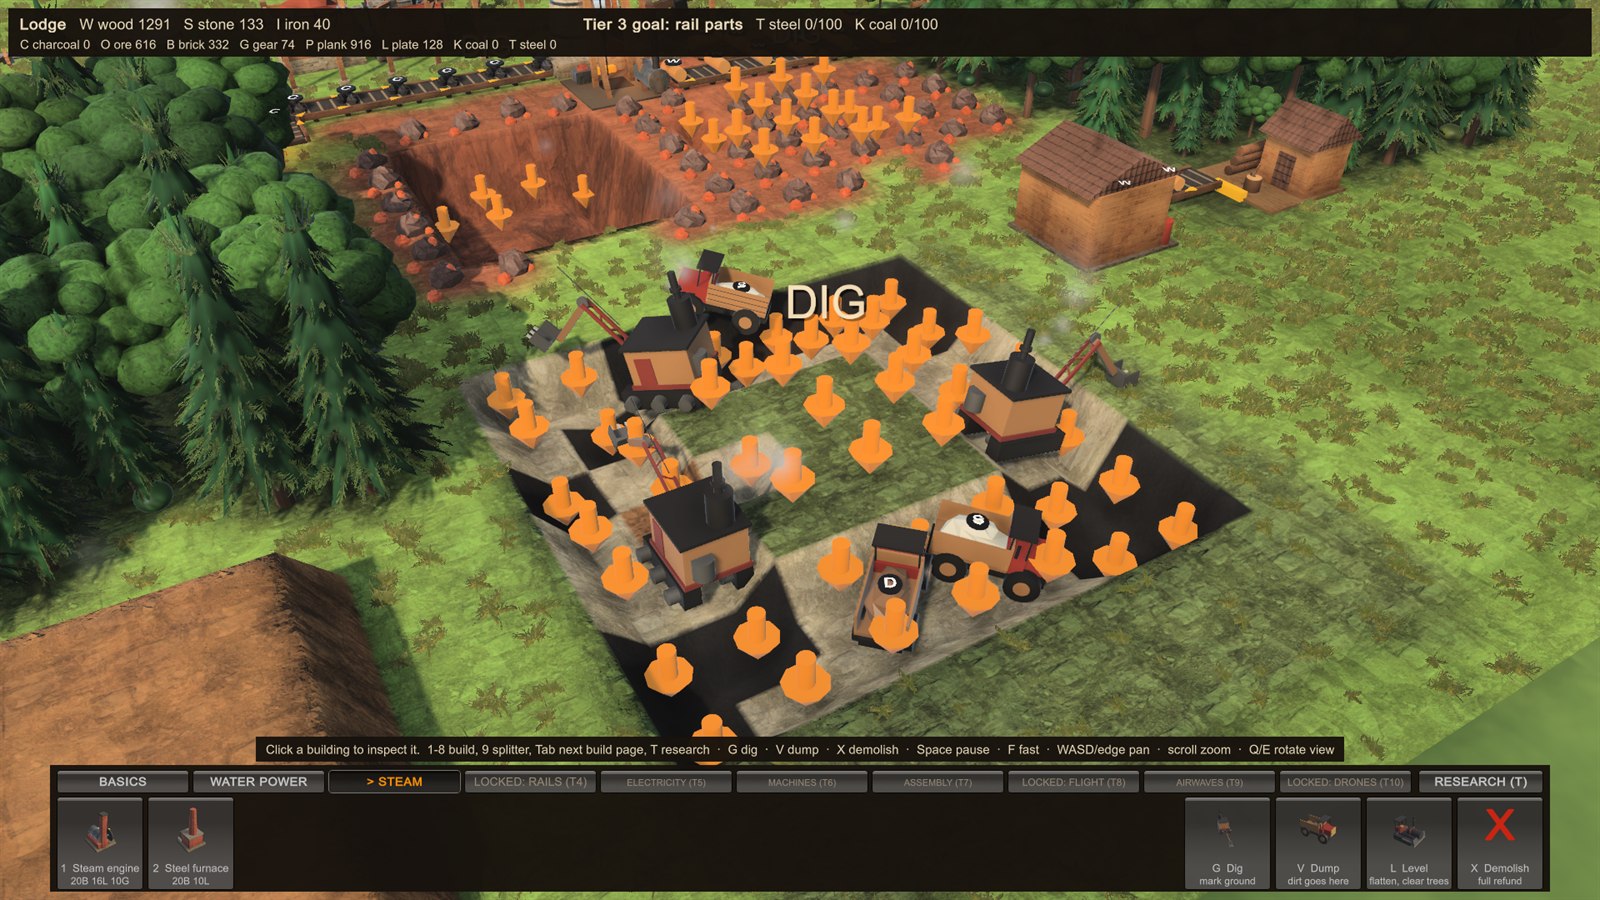 Lodge W wood 1291 S stone 133 I iron 40
Tier 3 goal: rail parts T steel 0/100 K coal 0/100
C charcoal 0 O ore 616 B brick 332 G gear 74 P plank 916 L plate 128 K coal 0 T steel 0
C
C
C
C
W
C
W
W
S
DIG
S
D
Click a building to inspect it. 1-8 build, 9 splitter, Tab next build page, T research · G dig · V dump · X demolish · Space pause · F fast · WASD/edge pan · scroll zoom · Q/E rotate view
BASICS
WATER POWER
> STEAM
LOCKED: RAILS (T4)
ELECTRICITY (T5)
MACHINES (T6)
ASSEMBLY (T7)
LOCKED: FLIGHT (T8)
AIRWAVES (T9)
LOCKED: DRONES (T10)
RESEARCH (T)
1 Steam engine
20B 16L 10G
2 Steel furnace
20B 10L
G Dig
mark ground
V Dump
dirt goes here
L Level
flatten, clear trees
X Demolish
full refund